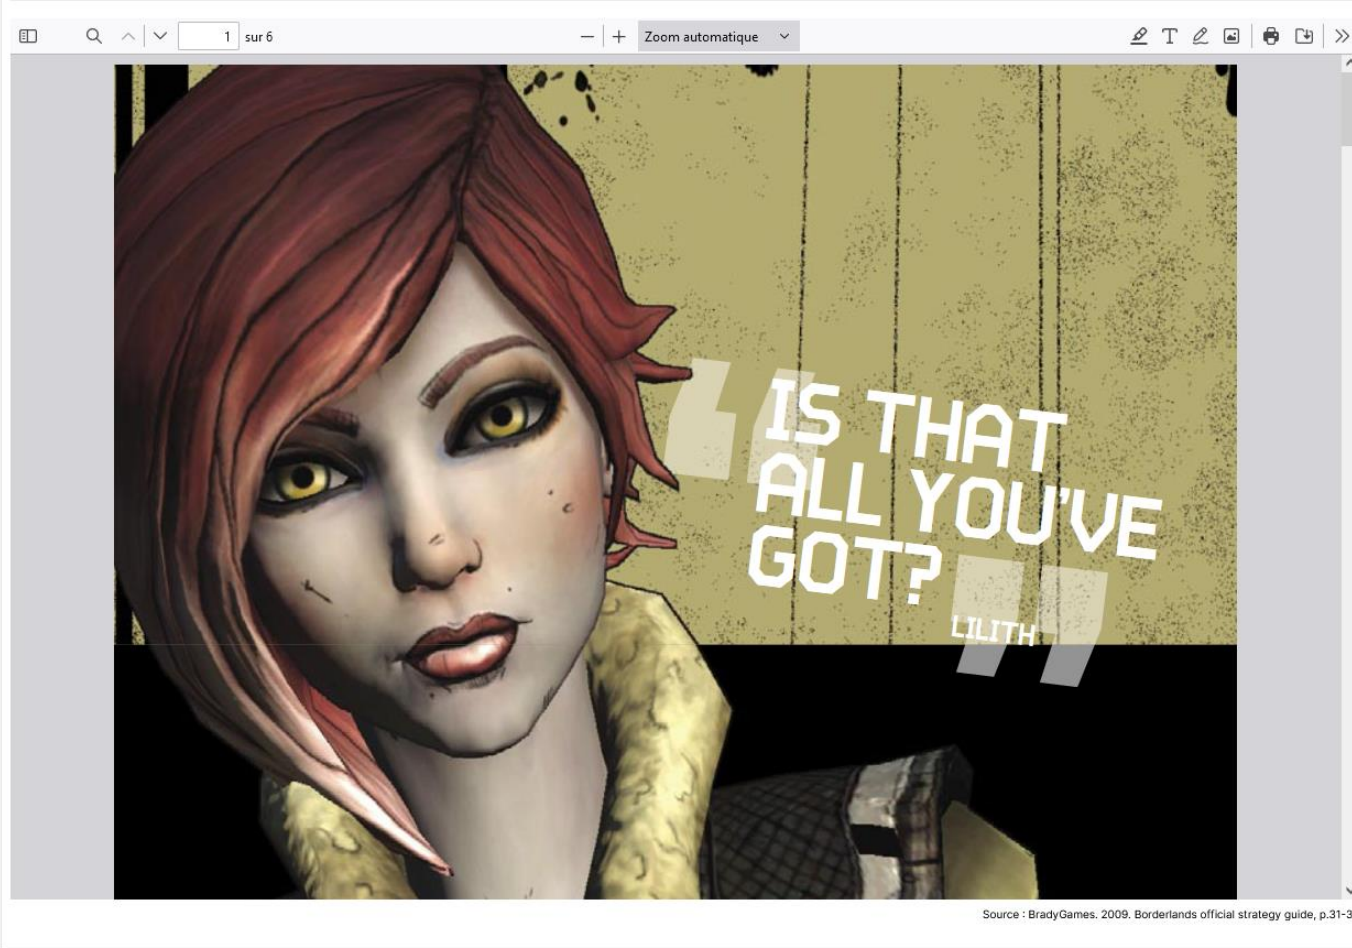 1 sur 6 Zoom automatique
IS THAT
ALL YOU'VE
GOT?
LILITH
Source : BradyGames. 2009. Borderlands official strategy guide, p.31-3